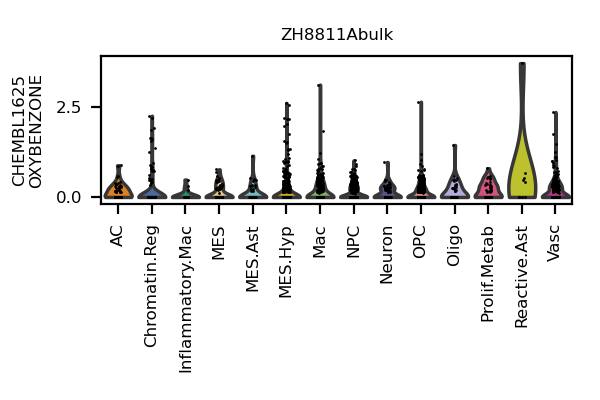 ZH8811Abulk
CHEMBL1625
OXYBENZONE
2.5
0.0
AC
Chromatin.Reg
Inflammatory.Mac
MES
MES.Ast
MES.Hyp
Mac
NPC
Neuron
OPC
Oligo
Prolif.Metab
Reactive.Ast
Vasc